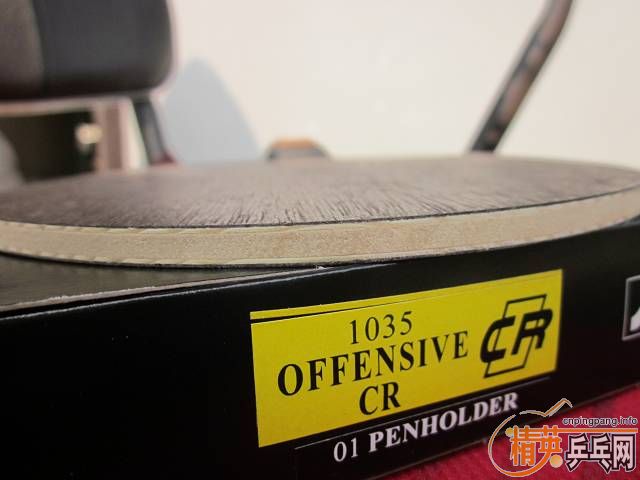 1035
OFFENSIVE
CR
CR
01 PENHOLDER
cnpingpang.info
精英乒乓网